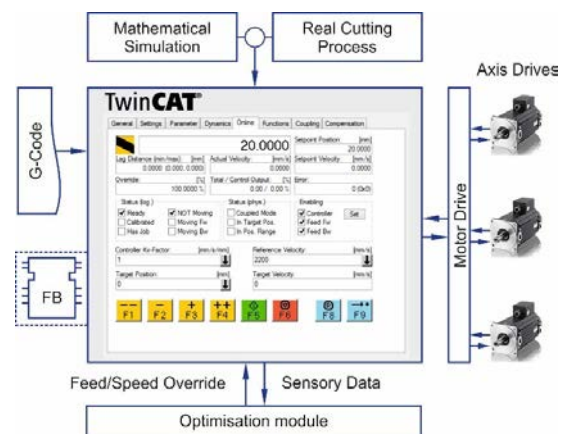 Mathematical
Simulation
Real Cutting
Process
Axis Drives
G-Code
FB
TwinCAT®
General Settings Parameter Dynamics Online Functions Coupling Compensation
20.0000
Setpoint Position: [mm]
20.0000
Lag Distance (min/max): [mm]
0.0000 (0.000, 0.000)
Actual Velocity: [mm/s]
0.0000
Setpoint Velocity: [mm/s]
0.0000
Override: [%]
100.0000 %
Total / Control Output: [%]
0.00 / 0.00 %
Error:
0 (0x0)
Status (log.)
Ready
NOT Moving
Calibrated
Moving Fw
Has Job
Moving Bw
Status (phys.)
Coupled Mode
In Target Pos.
In Pos. Range
Enabling
Controller
Set
Feed Fw
Feed Bw
Controller Kv-Factor: [mm/s/mm]
1
Reference Velocity: [mm/s]
2200
Target Position: [mm]
0
Target Velocity: [mm/s]
0
F1
F2
F3
F4
F5
F6
F8
F9
Motor Drive
Feed/Speed Override
Sensory Data
Optimisation module